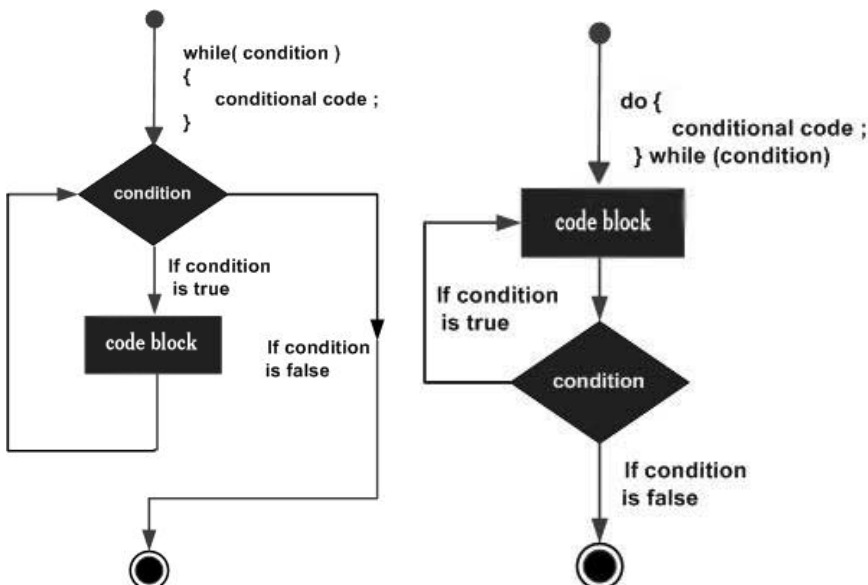 while( condition )
{
conditional code ;
}
condition
If condition
is true
code block
If condition
is false
do {
conditional code ;
} while (condition)
code block
If condition
is true
condition
If condition
is false